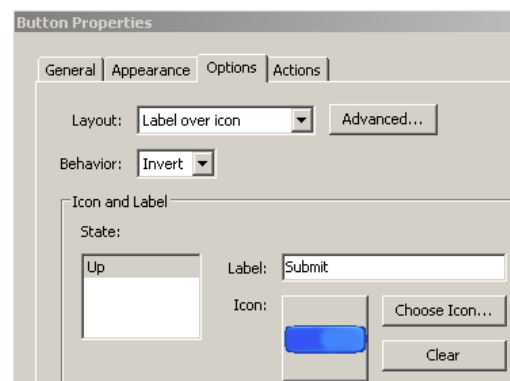 Button Properties
General Appearance Options Actions
Layout: Label over icon Advanced...
Behavior: Invert
Icon and Label
State:
Up
Label: Submit
Icon: Choose Icon...
Clear